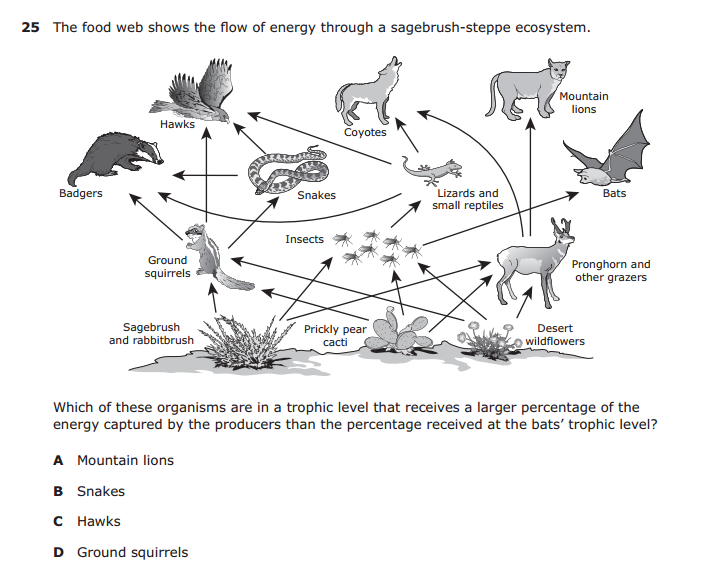 25 The food web shows the flow of energy through a sagebrush-steppe ecosystem.
Hawks
Coyotes
Mountain
lions
Badgers
Snakes
Lizards and
small reptiles
Bats
Insects
Ground
squirrels
Pronghorn and
other grazers
Sagebrush
and rabbitbrush
Prickly pear
cacti
Desert
wildflowers
Which of these organisms are in a trophic level that receives a larger percentage of the
energy captured by the producers than the percentage received at the bats’ trophic level?
A Mountain lions
B Snakes
C Hawks
D Ground squirrels